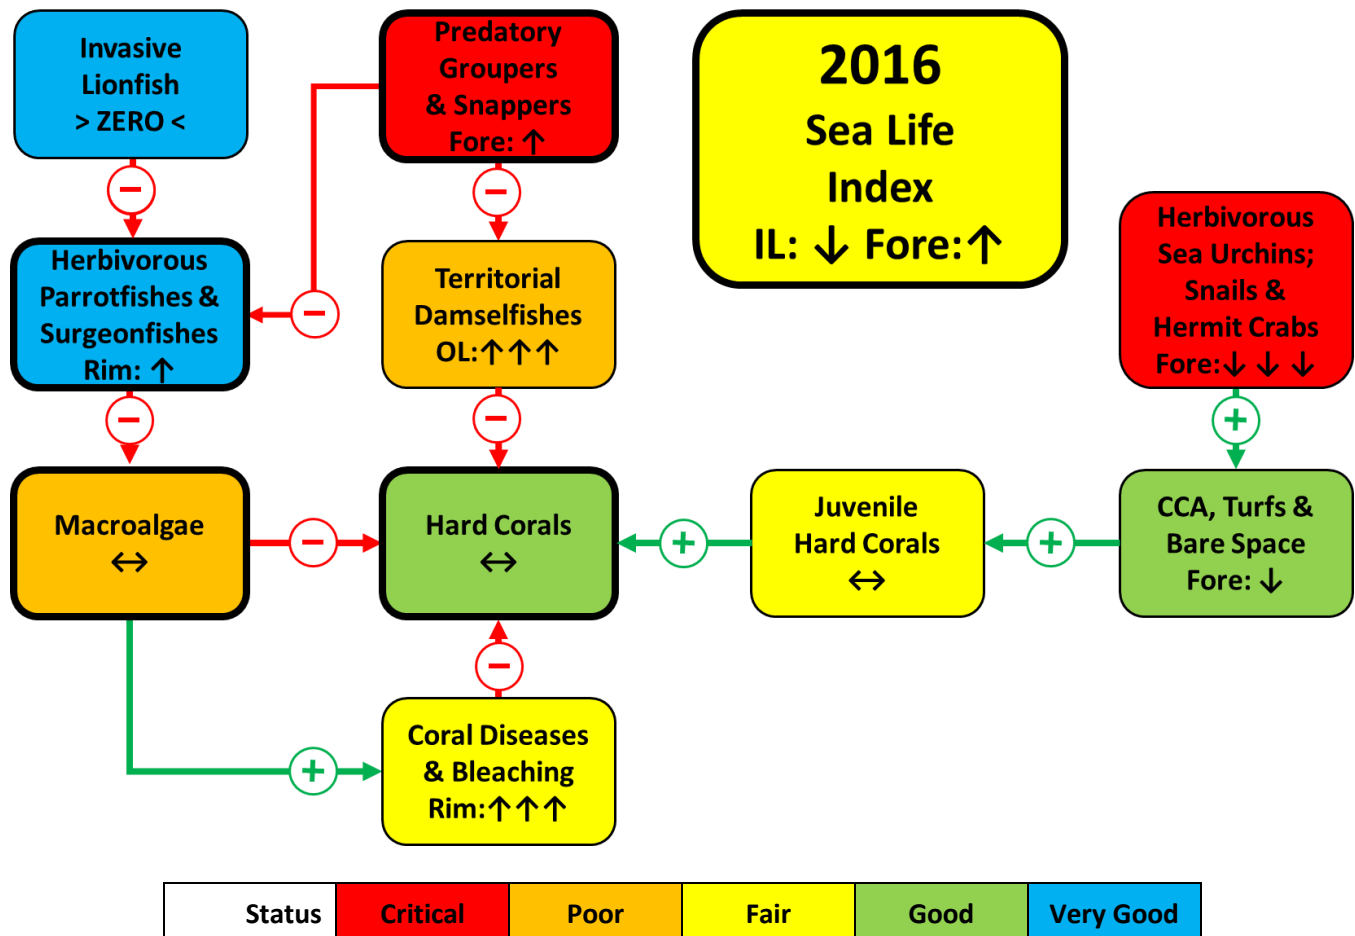 Invasive
Lionfish
> ZERO <
Predatory
Groupers
& Snappers
Fore: ↑
2016
Sea Life
Index
IL: ↓ Fore:↑
Herbivorous
Sea Urchins;
Snails &
Hermit Crabs
Fore:↓ ↓ ↓
−
−
Herbivorous
Parrotfishes &
Surgeonfishes
Rim: ↑
−
Territorial
Damselfishes
OL:↑↑↑
−
−
+
Macroalgae
↔
−
Hard Corals
↔
+
Juvenile
Hard Corals
↔
+
CCA, Turfs &
Bare Space
Fore: ↓
−
+
Coral Diseases
& Bleaching
Rim:↑↑↑
Status Critical Poor Fair Good Very Good